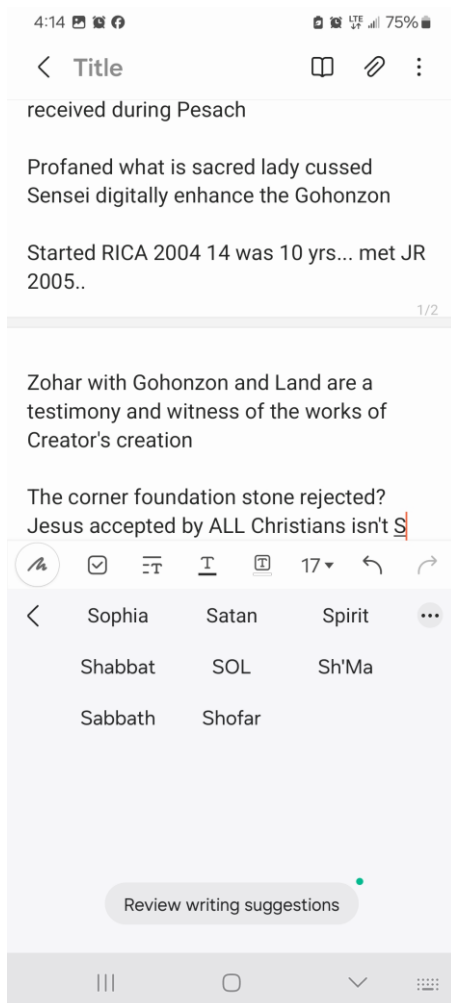 4:14
LTE
75%
Title
received during Pesach
Profaned what is sacred lady cussed
Sensei digitally enhance the Gohonzon
Started RICA 2004 14 was 10 yrs... met JR
2005..
1/2
Zohar with Gohonzon and Land are a
testimony and witness of the works of
Creator's creation
The corner foundation stone rejected?
Jesus accepted by ALL Christians isn't S
T T T 17
Sophia Satan Spirit
Shabbat SOL Sh'Ma
Sabbath Shofar
Review writing suggestions